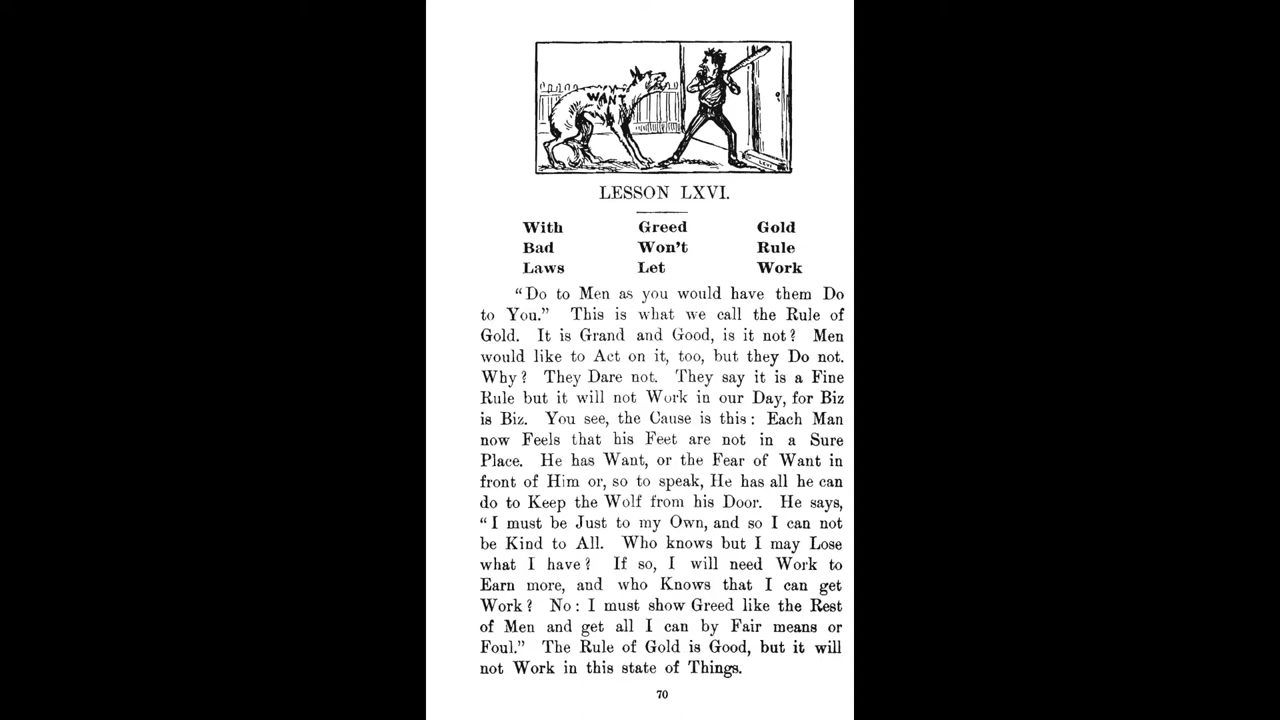 WANT
LESSON LXVI.
With Greed Gold
Bad Won't Rule
Laws Let Work
“Do to Men as you would have them Do
to You.” This is what we call the Rule of
Gold. It is Grand and Good, is it not? Men
would like to Act on it, too, but they Do not.
Why? They Dare not. They say it is a Fine
Rule but it will not Work in our Day, for Biz
is Biz. You see, the Cause is this: Each Man
now Feels that his Feet are not in a Sure
Place. He has Want, or the Fear of Want in
front of Him or, so to speak, He has all he can
do to Keep the Wolf from his Door. He says,
“I must be Just to my Own, and so I can not
be Kind to All. Who knows but I may Lose
what I have? If so, I will need Work to
Earn more, and who Knows that I can get
Work? No: I must show Greed like the Rest
of Men and get all I can by Fair means or
Foul.” The Rule of Gold is Good, but it will
not Work in this state of Things.
70